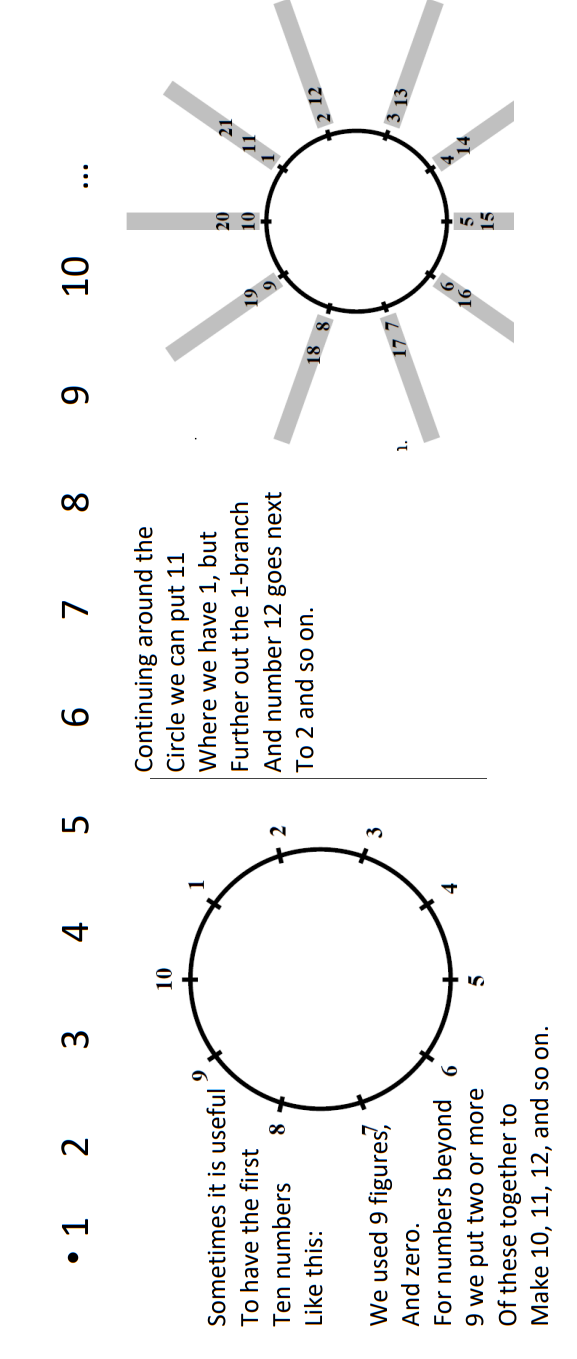 • 1 2 3 4 5 6 7 8 9 10 ...
Sometimes it is useful
To have the first
Ten numbers
Like this:
We used 9 figures,
And zero.
For numbers beyond
9 we put two or more
Of these together to
Make 10, 11, 12, and so on.
10
1
2
3
4
5
6
7
8
9
Continuing around the
Circle we can put 11
Where we have 1, but
Further out the 1-branch
And number 12 goes next
To 2 and so on.
20
10
21
11
1
2 12
3 13
4
14
5
15
6
16
17 7
18 8
19
9